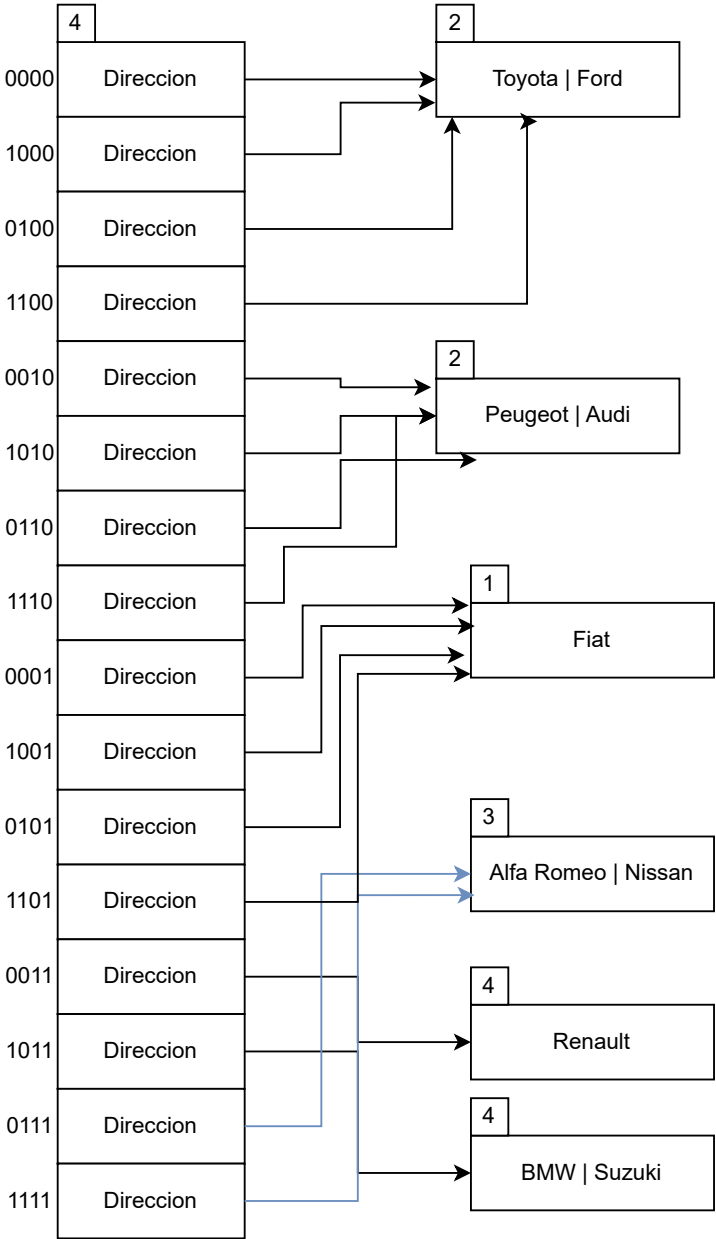 4
2
0000 Direccion
Toyota | Ford
1000 Direccion
0100 Direccion
1100 Direccion
2
0010 Direccion
Peugeot | Audi
1010 Direccion
0110 Direccion
1
1110 Direccion
Fiat
0001 Direccion
1001 Direccion
3
0101 Direccion
Alfa Romeo | Nissan
1101 Direccion
4
0011 Direccion
Renault
1011 Direccion
4
0111 Direccion
BMW | Suzuki
1111 Direccion